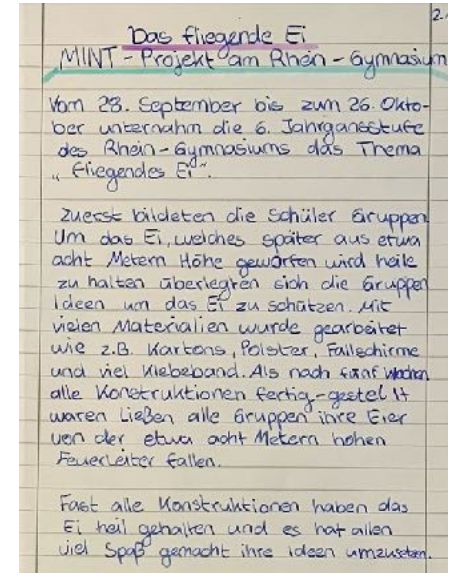 2.
Das fliegende Ei
MINT-Projekt am Rhein-Gymnasium
Vom 28. September bis zum 26. Okto-
ber unternahm die 6. Jahrgansstufe
des Rhein-Gymnasiums das Thema
„fliegendes Ei".
Zuerst bildeten die Schüler Gruppen
Um das Ei, welches später aus etwa
acht Metern Höhe geworfen wird heile
zu halten überlegten sich die Gruppen
Ideen um das Ei zu schützen. Mit
vielen Materialien wurde gearbeitet
wie z.B. Kartons, Polster, Fallschirme
und viel Klebeband. Als nach fünf Wochen
alle Konstruktionen fertig-gestellt
waren ließen alle Gruppen ihre Eier
von der etwa acht Metern hohen
Feuerleiter fallen.
Fast alle Konstruktionen haben das
Ei heil gehalten und es hat allen
viel Spaß gemacht ihre Ideen umzusetzen.